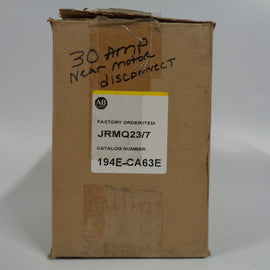 30 AMP
Near motor
disconnect
AB
FACTORY ORDER/ITEM:
JRMQ23/7
CATALOG NUMBER:
194E-CA63E